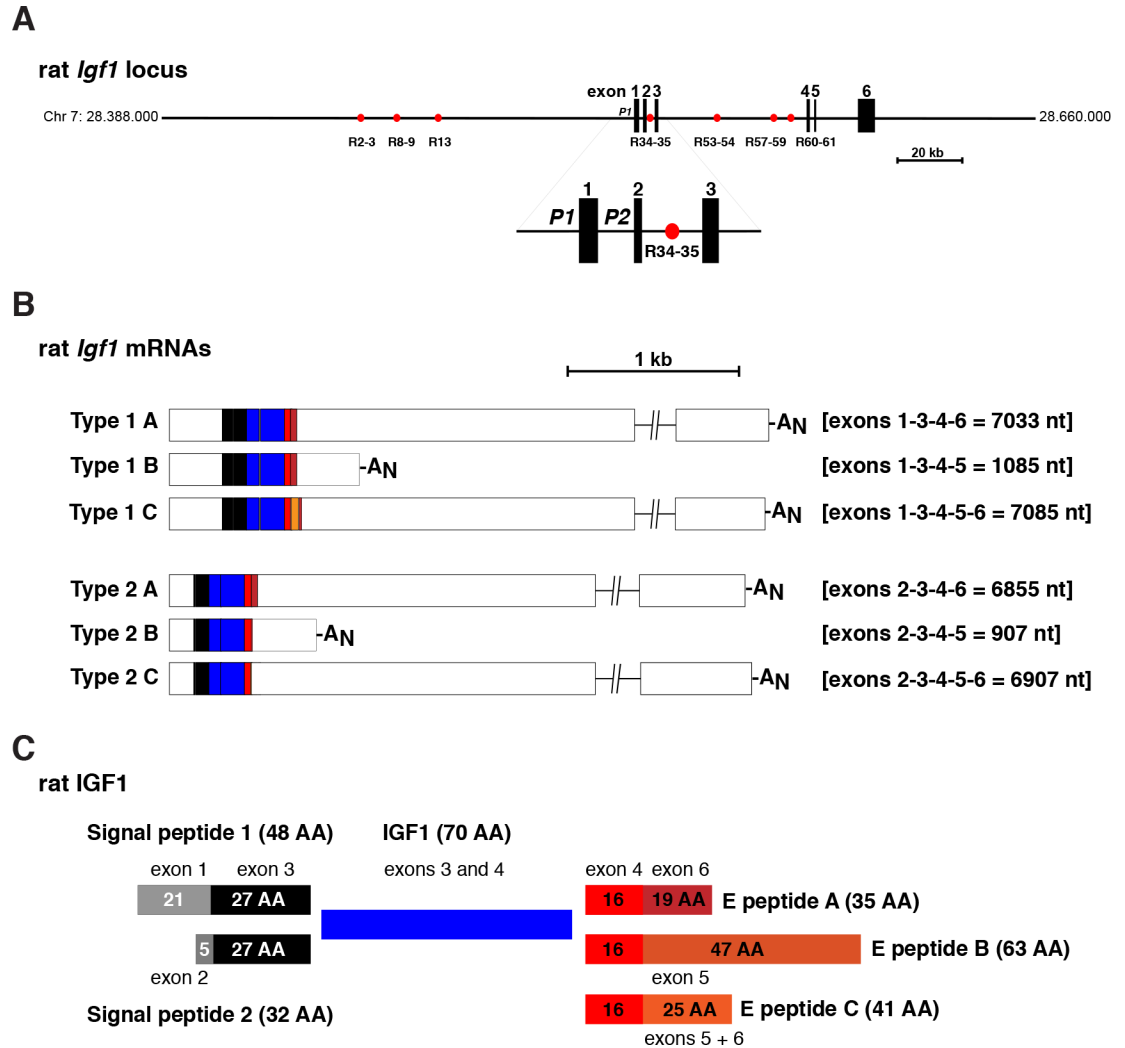 A
rat Igf1 locus
exon 1 2 3 45 6
P1
Chr 7: 28.388.000 28.660.000
R2-3 R8-9 R13 R34-35 R53-54 R57-59 R60-61
20 kb
1 2 3
P1 P2
R34-35
B
rat Igf1 mRNAs
1 kb
Type 1 A -AN [exons 1-3-4-6 = 7033 nt]
Type 1 B -AN [exons 1-3-4-5 = 1085 nt]
Type 1 C -AN [exons 1-3-4-5-6 = 7085 nt]
Type 2 A -AN [exons 2-3-4-6 = 6855 nt]
Type 2 B -AN [exons 2-3-4-5 = 907 nt]
Type 2 C -AN [exons 2-3-4-5-6 = 6907 nt]
C
rat IGF1
Signal peptide 1 (48 AA) IGF1 (70 AA)
exon 1 exon 3 exons 3 and 4 exon 4 exon 6
21 27 AA 16 19 AA E peptide A (35 AA)
5 27 AA 16 47 AA E peptide B (63 AA)
exon 2 exon 5
Signal peptide 2 (32 AA) 16 25 AA E peptide C (41 AA)
exons 5 + 6